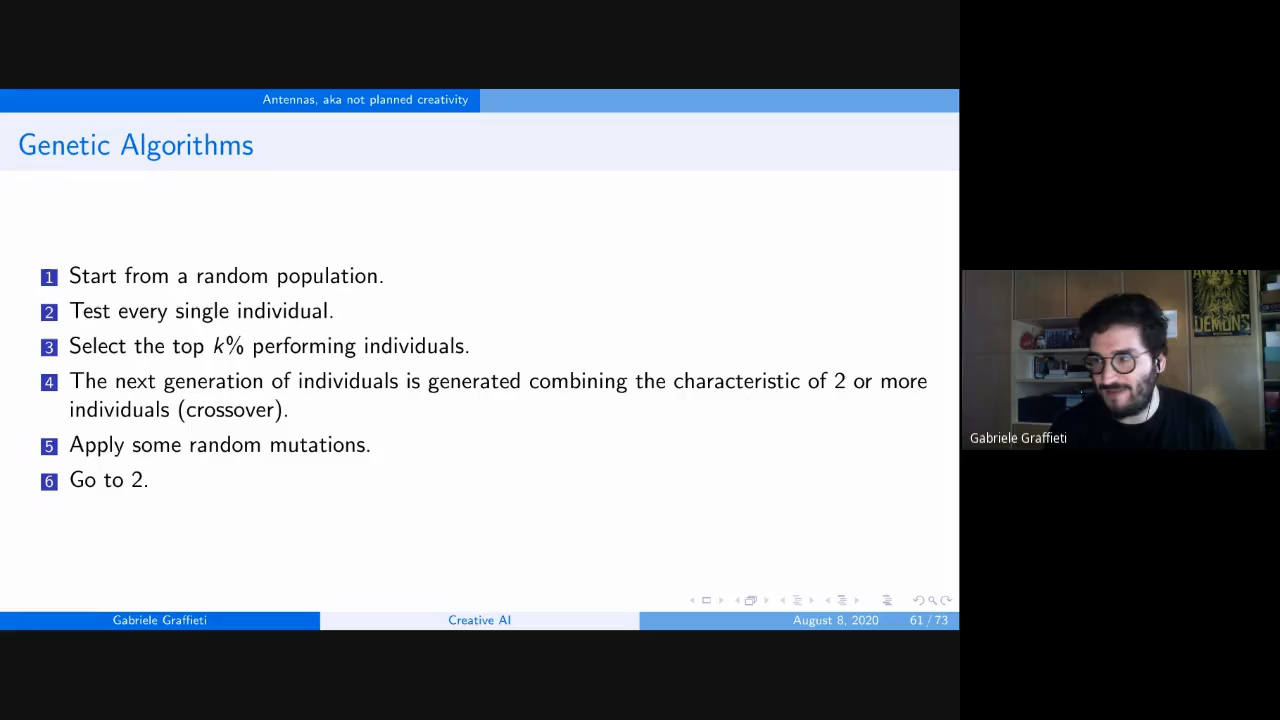 Antennas, aka not planned creativity
Genetic Algorithms
1 Start from a random population.
2 Test every single individual.
3 Select the top k% performing individuals.
4 The next generation of individuals is generated combining the characteristic of 2 or more
individuals (crossover).
5 Apply some random mutations.
6 Go to 2.
Gabriele Graffieti
Creative AI
August 8, 2020
61 / 73
DEMONS
Gabriele Graffieti